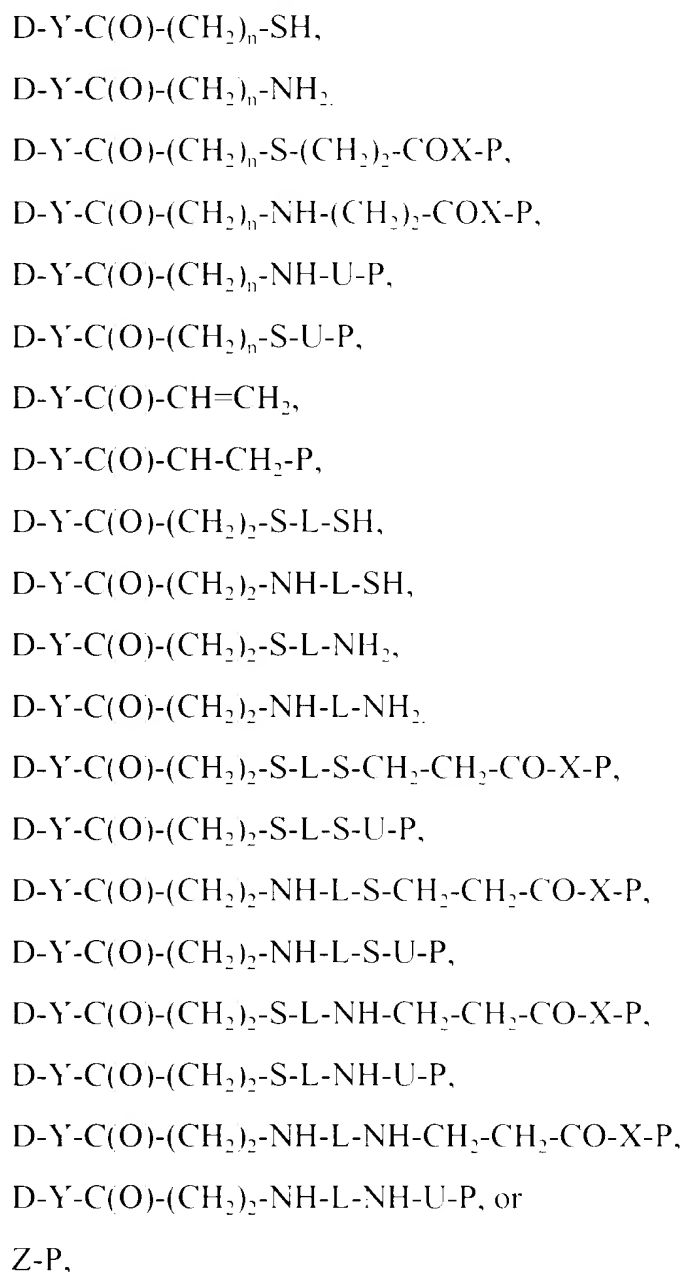 D-Y-C(O)-(CH₂)ₙ-SH,
D-Y-C(O)-(CH₂)ₙ-NH₂.
D-Y-C(O)-(CH₂)ₙ-S-(CH₂)₂-COX-P,
D-Y-C(O)-(CH₂)ₙ-NH-(CH₂)₂-COX-P,
D-Y-C(O)-(CH₂)ₙ-NH-U-P,
D-Y-C(O)-(CH₂)ₙ-S-U-P,
D-Y-C(O)-CH=CH₂,
D-Y-C(O)-CH-CH₂-P,
D-Y-C(O)-(CH₂)₂-S-L-SH,
D-Y-C(O)-(CH₂)₂-NH-L-SH,
D-Y-C(O)-(CH₂)₂-S-L-NH₂,
D-Y-C(O)-(CH₂)₂-NH-L-NH₂.
D-Y-C(O)-(CH₂)₂-S-L-S-CH₂-CH₂-CO-X-P,
D-Y-C(O)-(CH₂)₂-S-L-S-U-P,
D-Y-C(O)-(CH₂)₂-NH-L-S-CH₂-CH₂-CO-X-P,
D-Y-C(O)-(CH₂)₂-NH-L-S-U-P,
D-Y-C(O)-(CH₂)₂-S-L-NH-CH₂-CH₂-CO-X-P,
D-Y-C(O)-(CH₂)₂-S-L-NH-U-P,
D-Y-C(O)-(CH₂)₂-NH-L-NH-CH₂-CH₂-CO-X-P,
D-Y-C(O)-(CH₂)₂-NH-L-NH-U-P, or
Z-P,